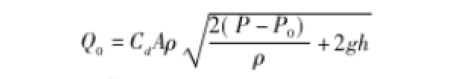 Q₀ = C_d Aρ √(2(P − P₀)/ρ + 2gh)